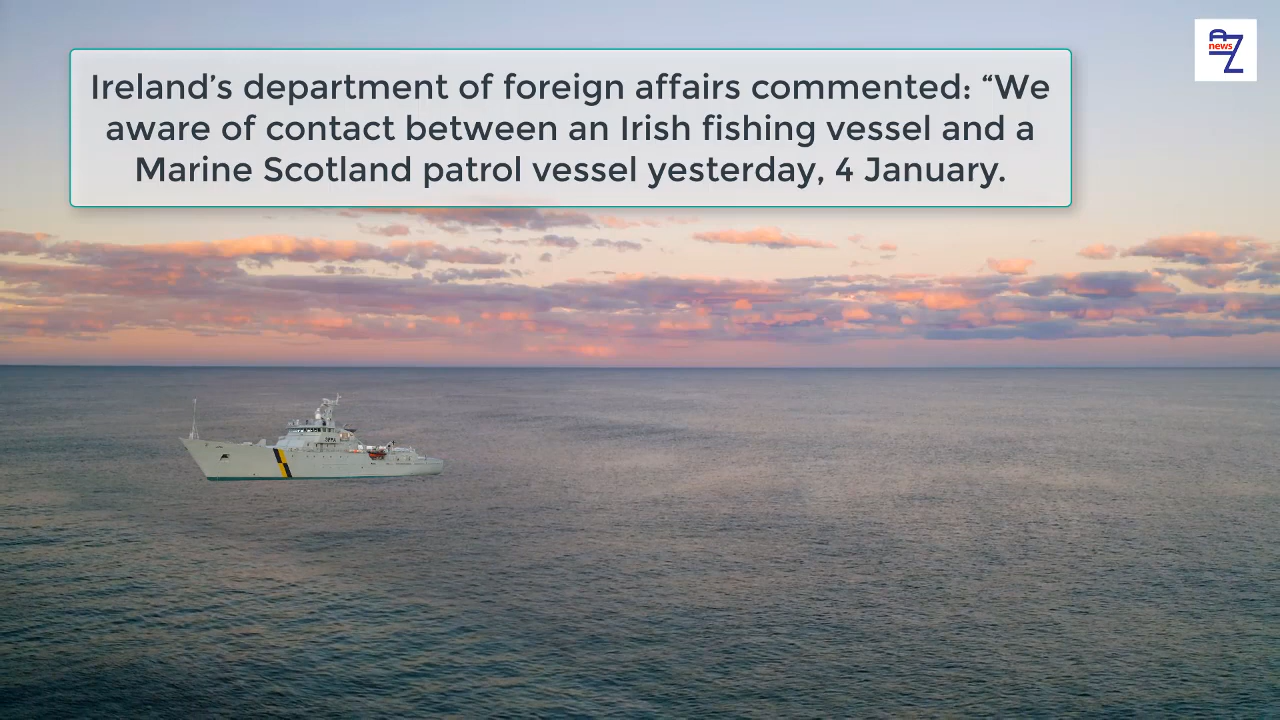 Ireland’s department of foreign affairs commented: “We
aware of contact between an Irish fishing vessel and a
Marine Scotland patrol vessel yesterday, 4 January.
news